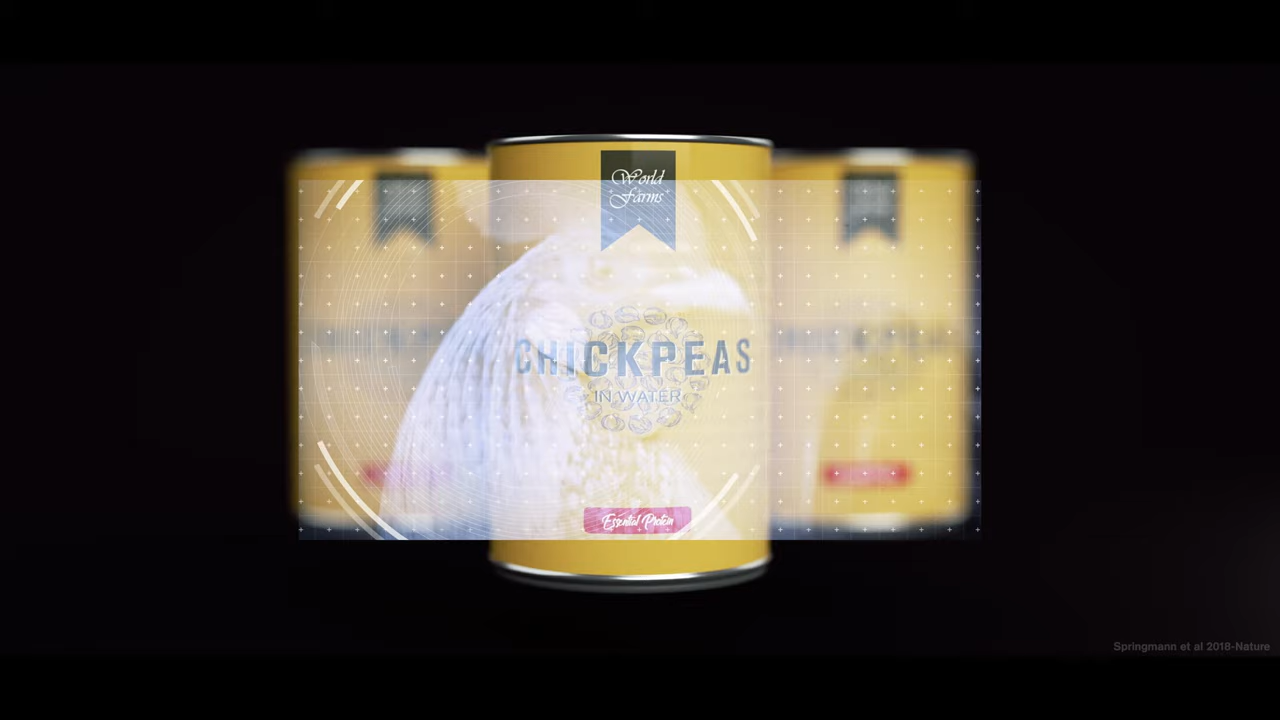 World
Farms
CHICKPEAS
IN WATER
Essential Protein
Springmann et al 2018-Nature